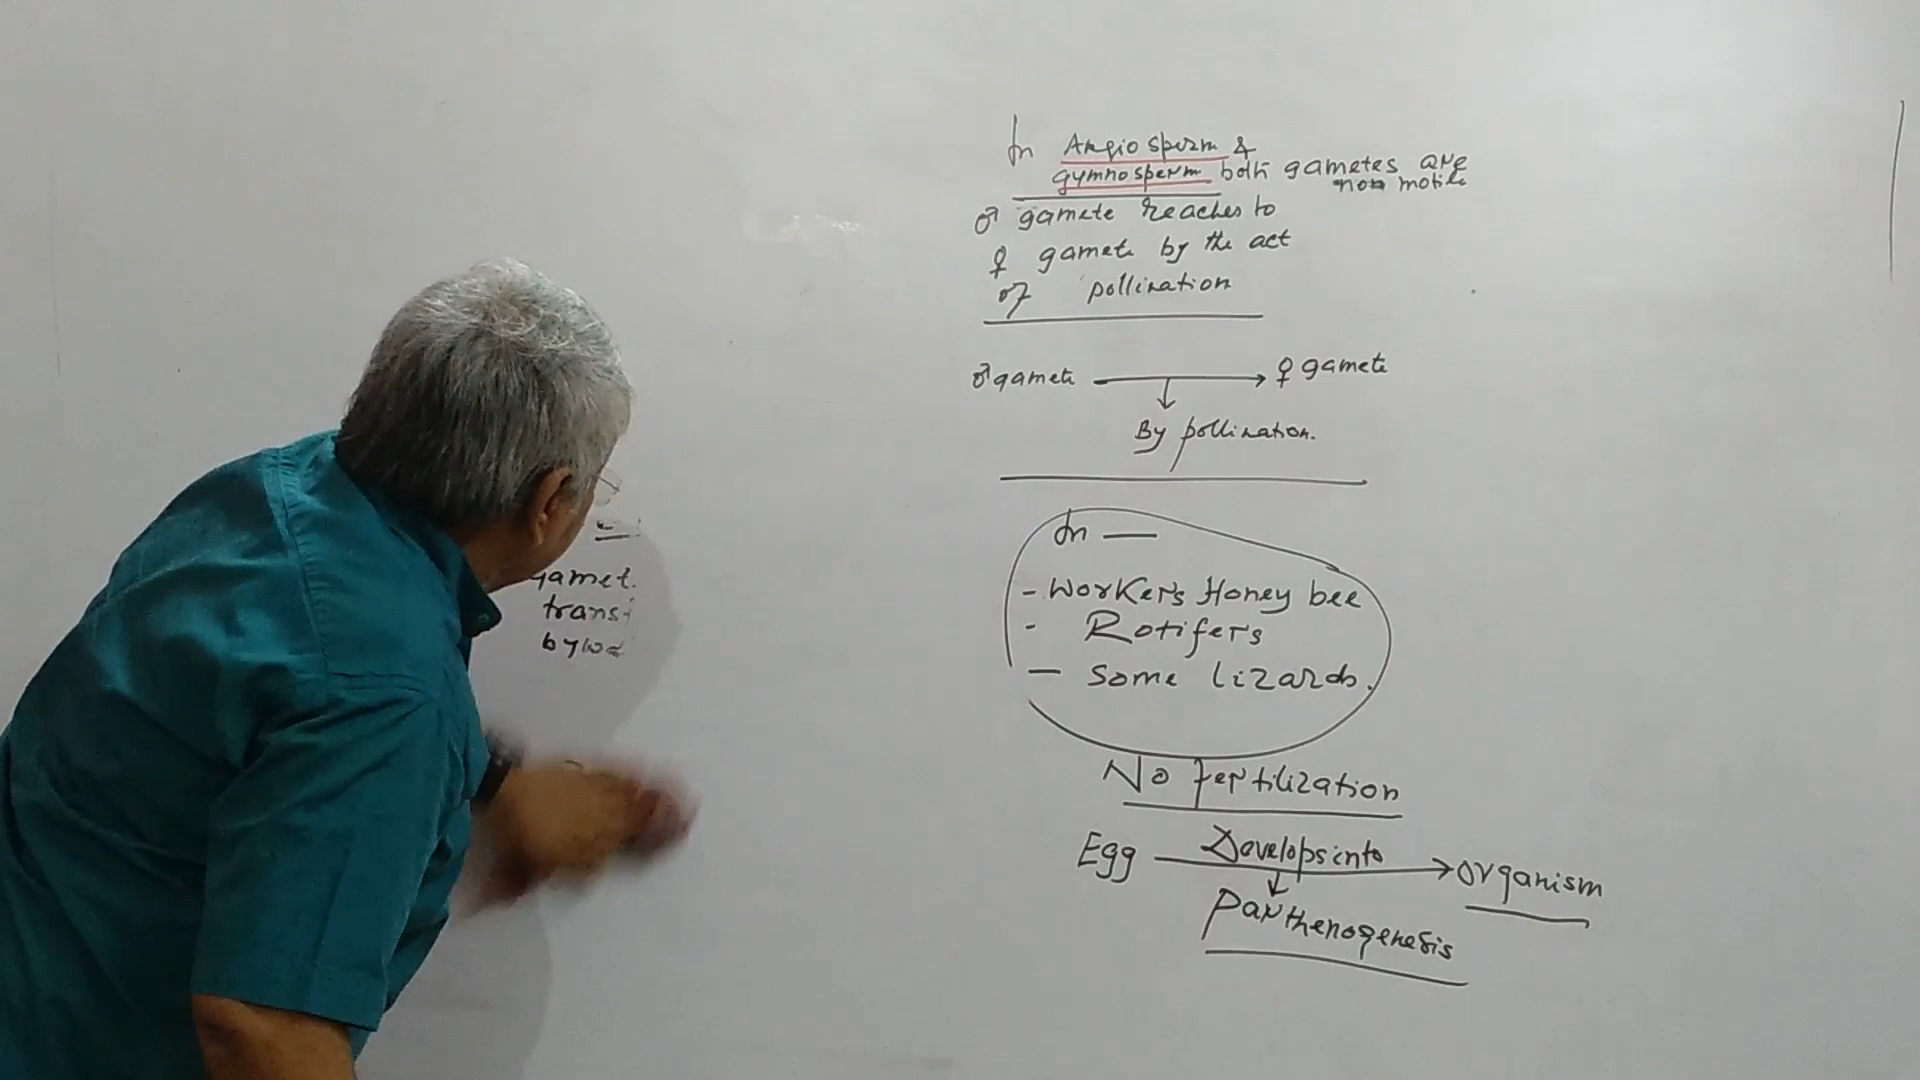 gamet
trans
by wa
In Angiosperm &
gymnosperm both gametes are
non motile
♂ gamete reaches to
♀ gamete by the act
of pollination
♂ gamete → ♀ gamete
↓
By pollination.
In —
- Workers Honey bee
- Rotifers
— Some lizards.
No fertilization
Egg Develops into → organism
↓
Parthenogenesis